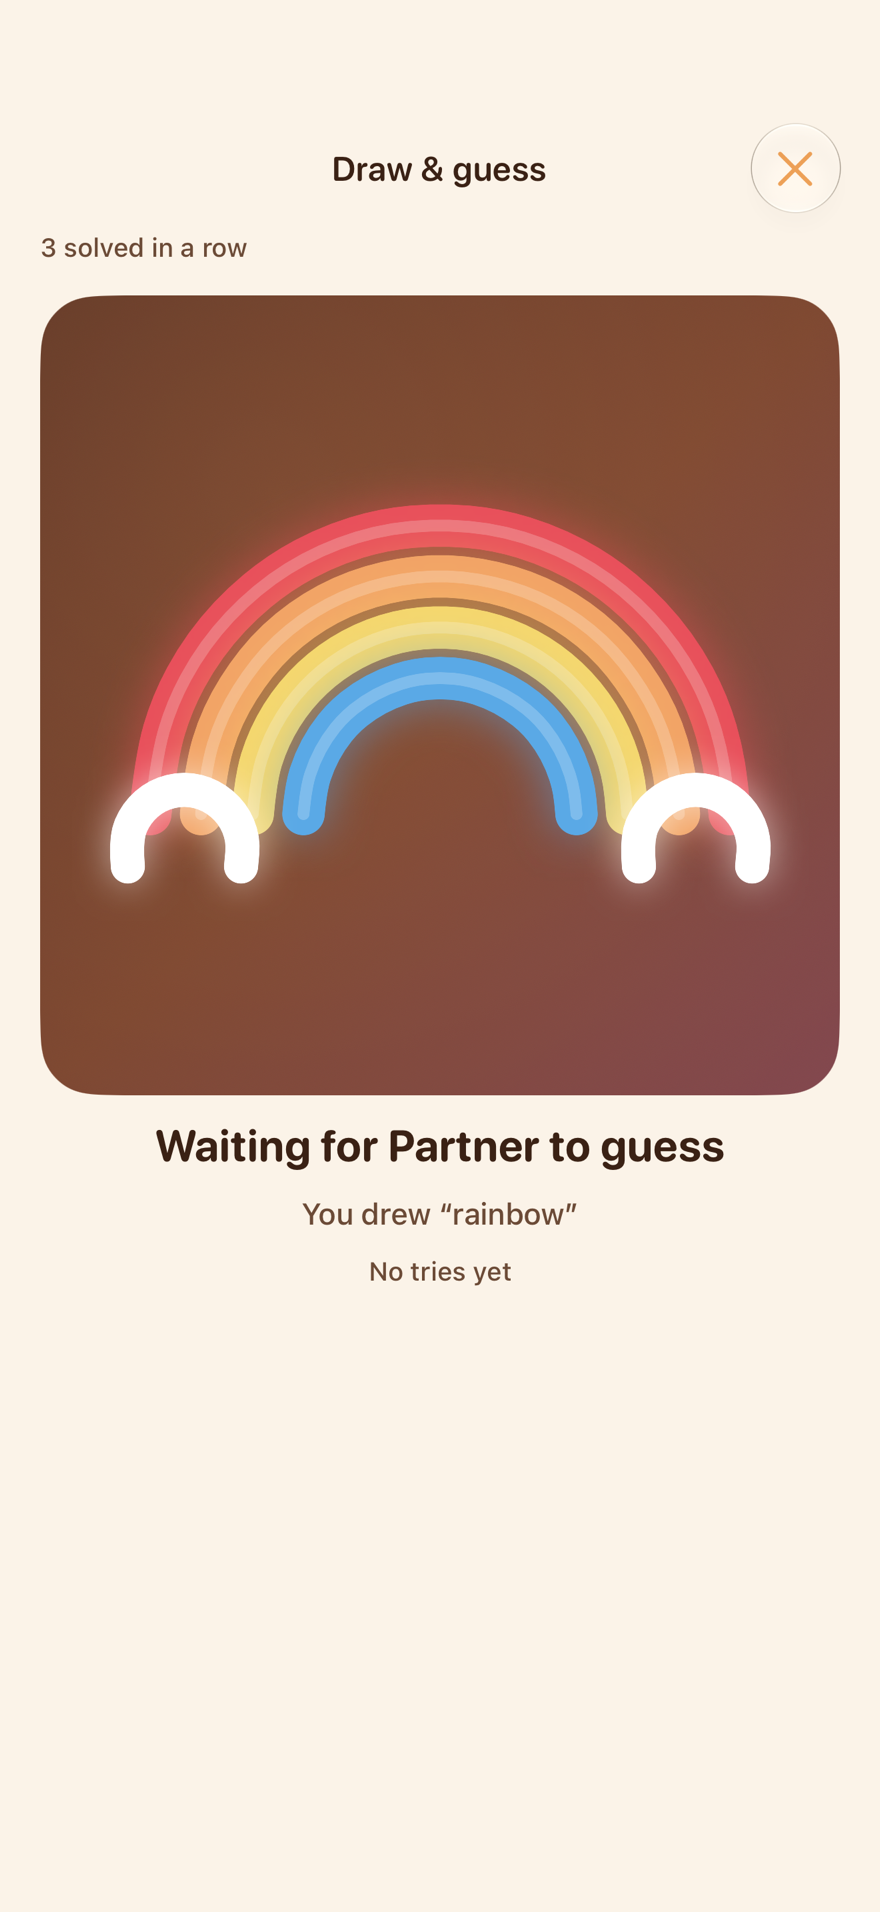 Draw & guess
3 solved in a row
Waiting for Partner to guess
You drew “rainbow”
No tries yet